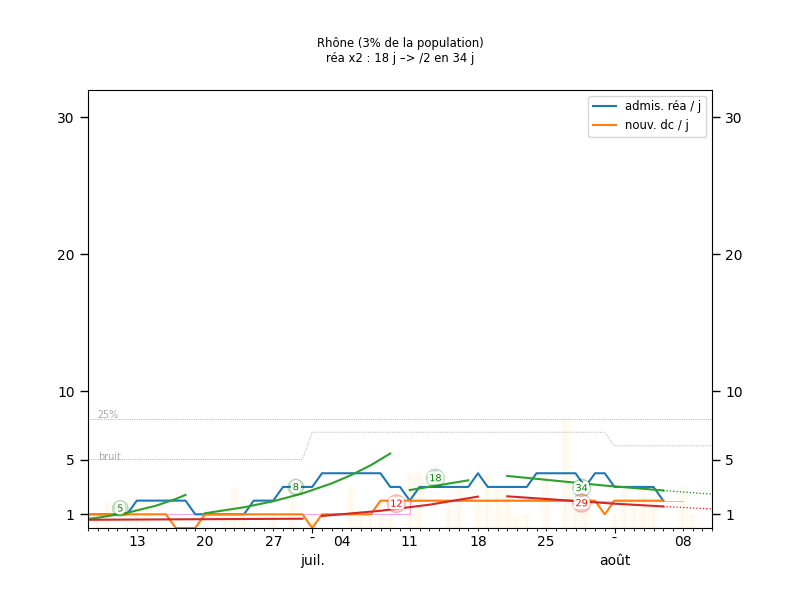 Rhône (3% de la population)
réa x2 : 18 j –> /2 en 34 j
admis. réa / j
nouv. dc / j
30 30
20 20
10 10
25%
5 bruit 5
18
8
34
12 29
5
1 1
13 20 27 - 04 11 18 25 - 08
juil. août